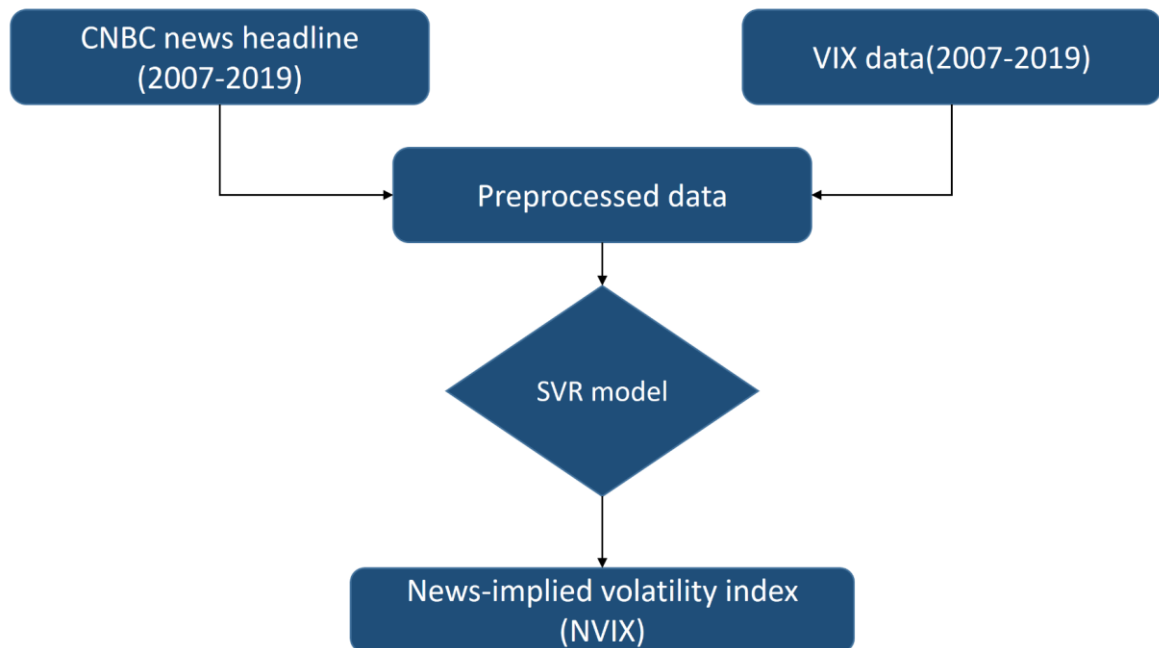 CNBC news headline
(2007-2019)
VIX data(2007-2019)
Preprocessed data
SVR model
News-implied volatility index
(NVIX)